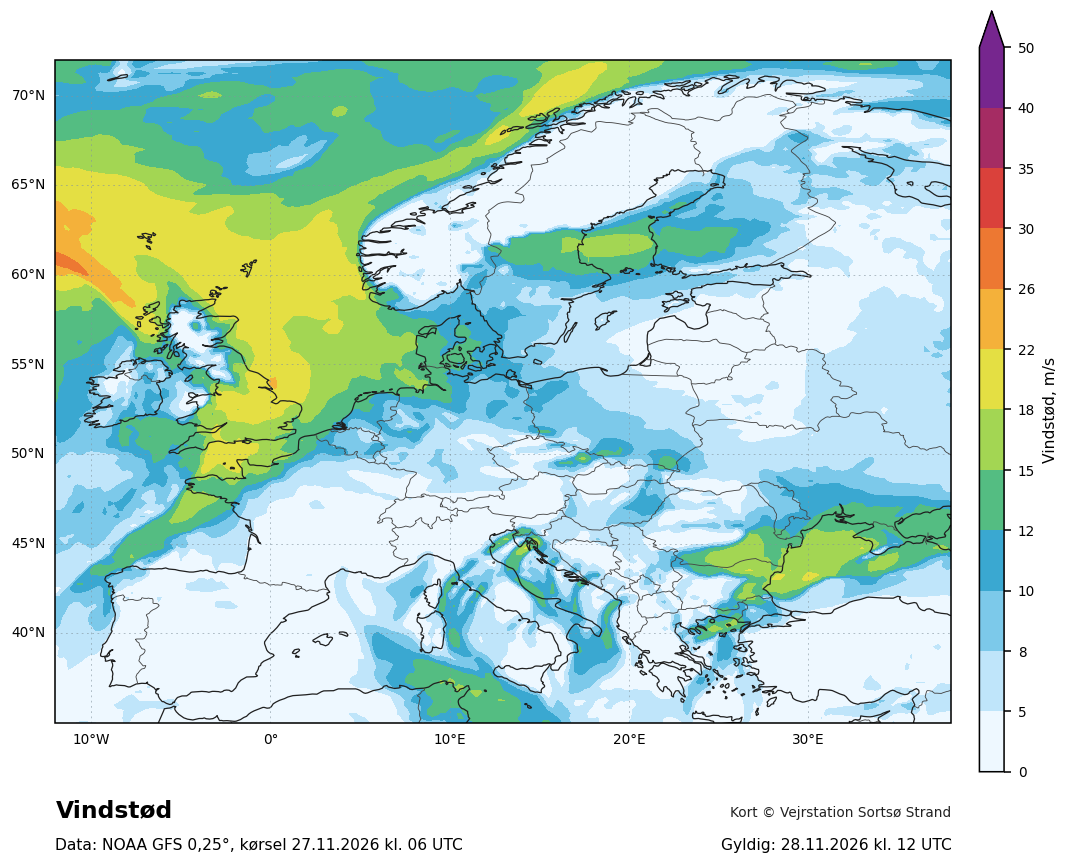 50
40
35
30
26
22
18
15
12
10
8
5
0
Vindstød, m/s
70°N
65°N
60°N
55°N
50°N
45°N
40°N
10°W
0°
10°E
20°E
30°E
Vindstød
Kort © Vejrstation Sortsø Strand
Data: NOAA GFS 0,25°, kørsel 27.11.2026 kl. 06 UTC
Gyldig: 28.11.2026 kl. 12 UTC